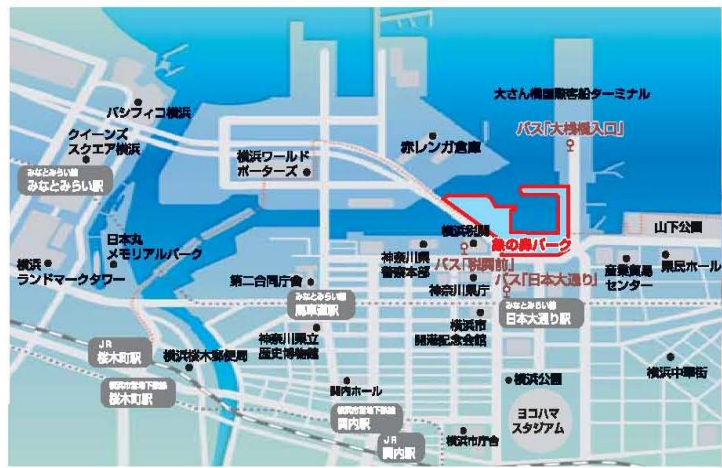 パシフィコ横浜
クイーンズ
スクエア横浜
みなとみらい線
みなとみらい駅
横浜ワールド
ポーターズ
赤レンガ倉庫
大さん橋国際客船ターミナル
バス「大桟橋入口」
日本丸
メモリアルパーク
横浜
ランドマークタワー
第二合同庁舎
みなとみらい線
馬車道駅
神奈川県
警察本部
横浜税関
象の鼻パーク
バス「税関前」
神奈川県庁
バス「日本大通り」
みなとみらい線
日本大通り駅
山下公園
産業貿易
センター
県民ホール
JR
桜木町駅
横浜桜木郵便局
横浜市営地下鉄線
桜木町駅
神奈川県立
歴史博物館
横浜市
開港記念会館
関内ホール
横浜市営地下鉄線
関内駅
JR
関内駅
横浜公園
横浜中華街
ヨコハマ
スタジアム
横浜市庁舎